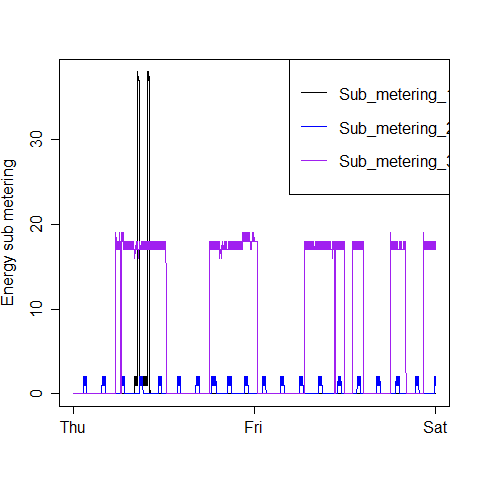 Energy sub metering
0
10
20
30
Thu
Fri
Sat
Sub_metering_1
Sub_metering_2
Sub_metering_3